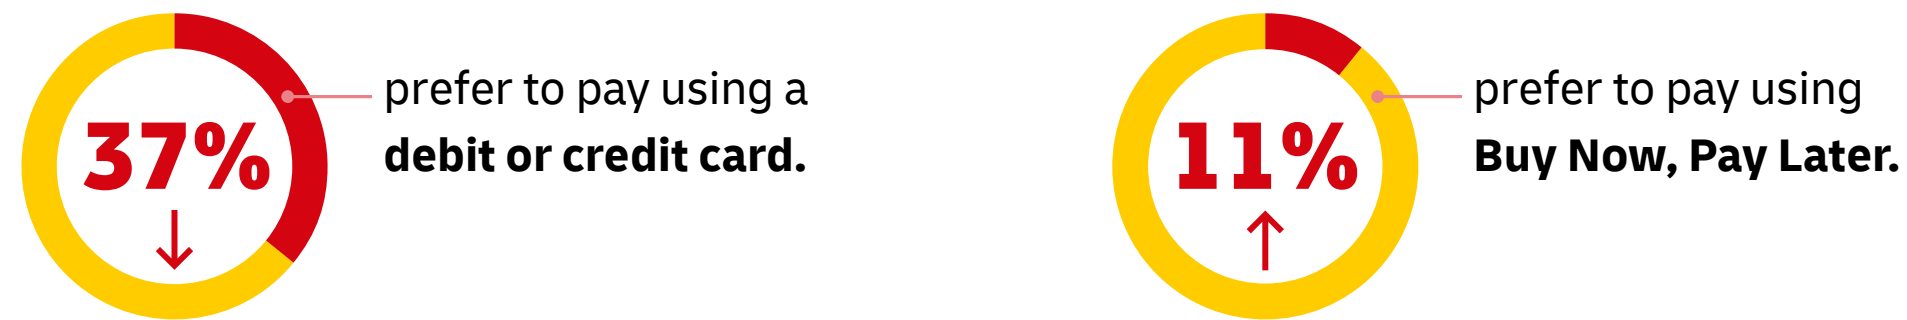 37%
prefer to pay using a
debit or credit card.
11%
prefer to pay using
Buy Now, Pay Later.